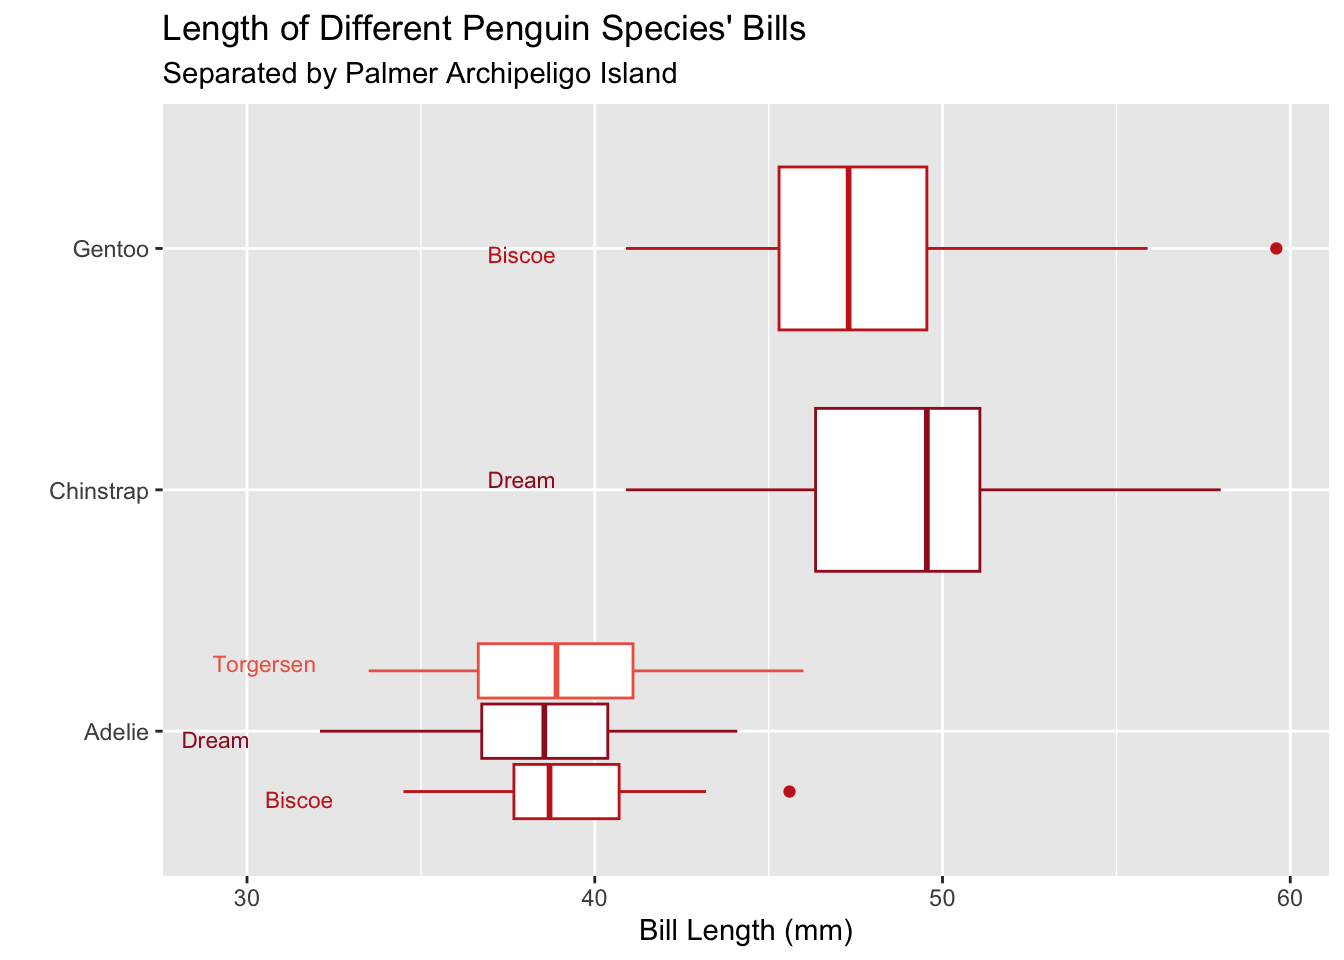 Length of Different Penguin Species' Bills
Separated by Palmer Archipeligo Island
Gentoo
Biscoe
Chinstrap
Dream
Torgersen
Adelie
Dream
Biscoe
30 40 50 60
Bill Length (mm)